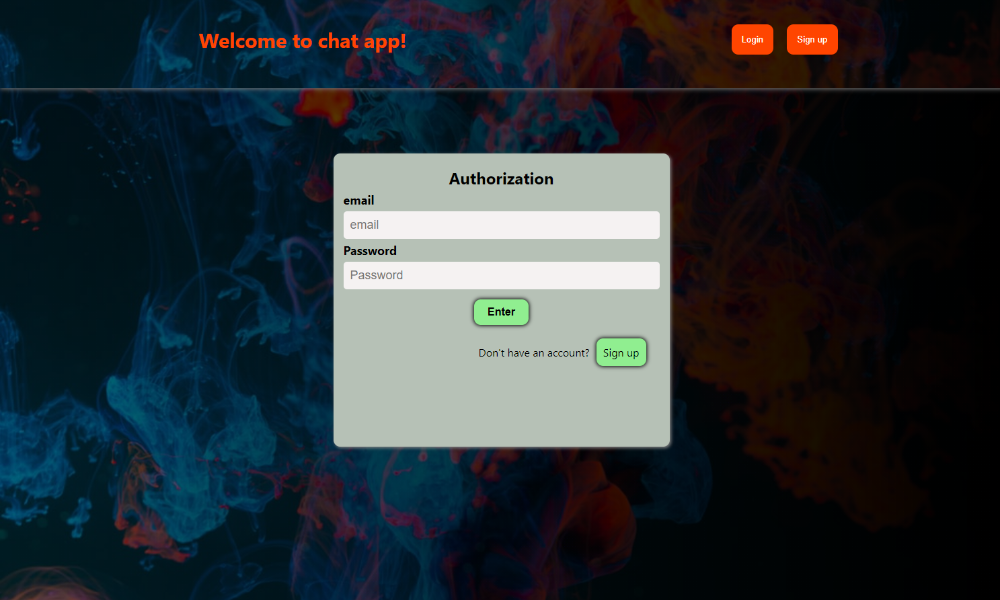 Welcome to chat app!
Login
Sign up
Authorization
email
email
Password
Password
Enter
Don't have an account? Sign up